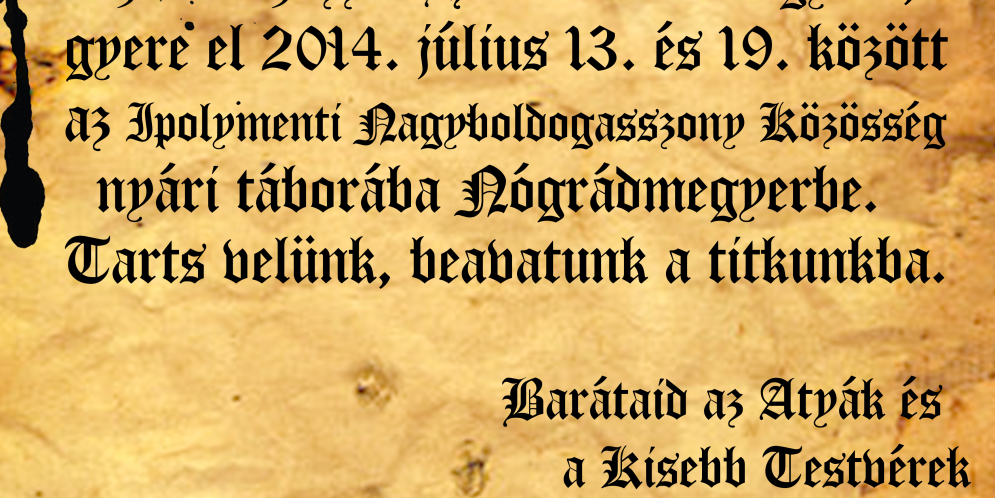 gyere el 2014. július 13. és 19. között
az Ipolymenti Nagyboldogasszony Közösség
nyári táborába Nógrádmegyerbe.
Tarts velünk, beavatunk a titkunkba.
Barátaid az Atyák és
a Kisebb Testvérek